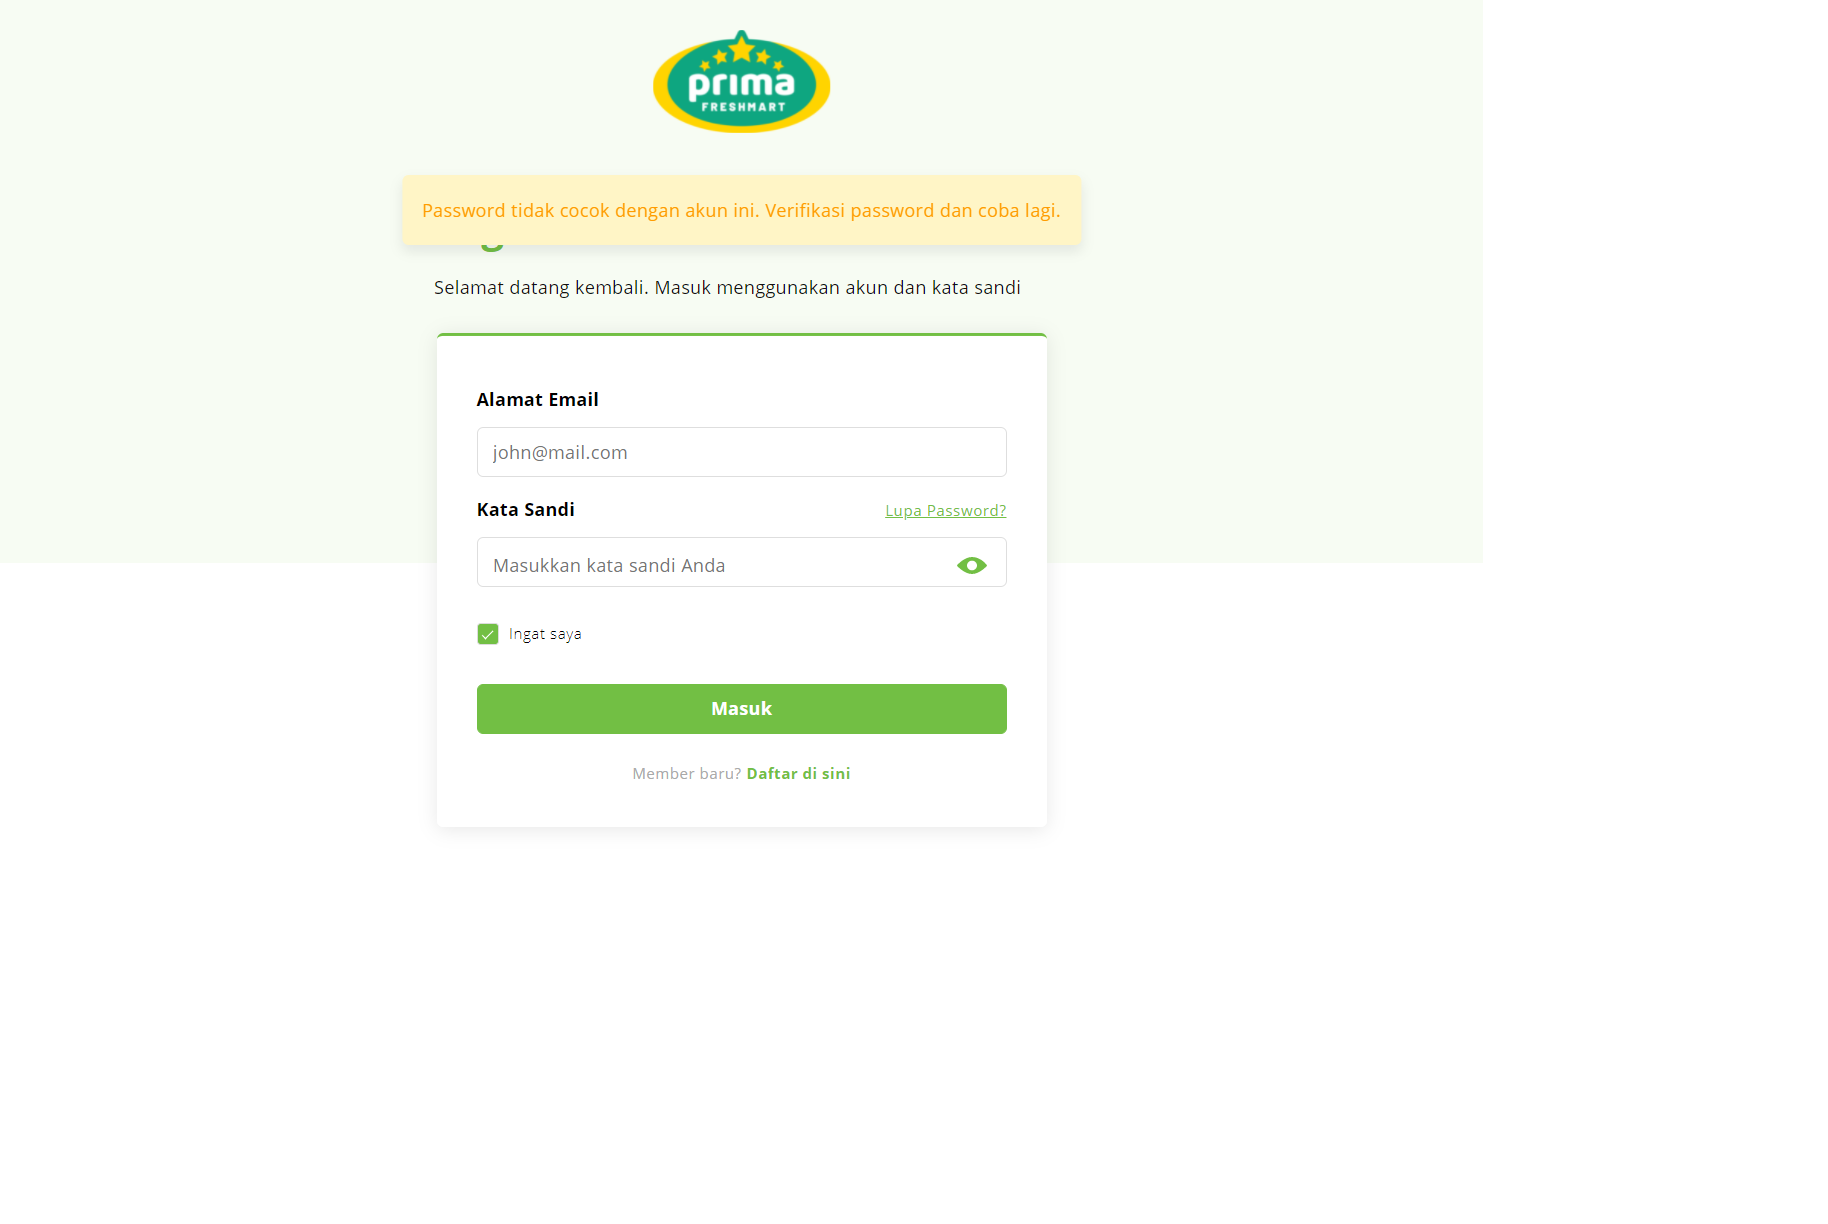 prima
FRESHMART
Password tidak cocok dengan akun ini. Verifikasi password dan coba lagi.
Selamat datang kembali. Masuk menggunakan akun dan kata sandi
Alamat Email
john@mail.com
Kata Sandi
Lupa Password?
Masukkan kata sandi Anda
Ingat saya
Masuk
Member baru? Daftar di sini